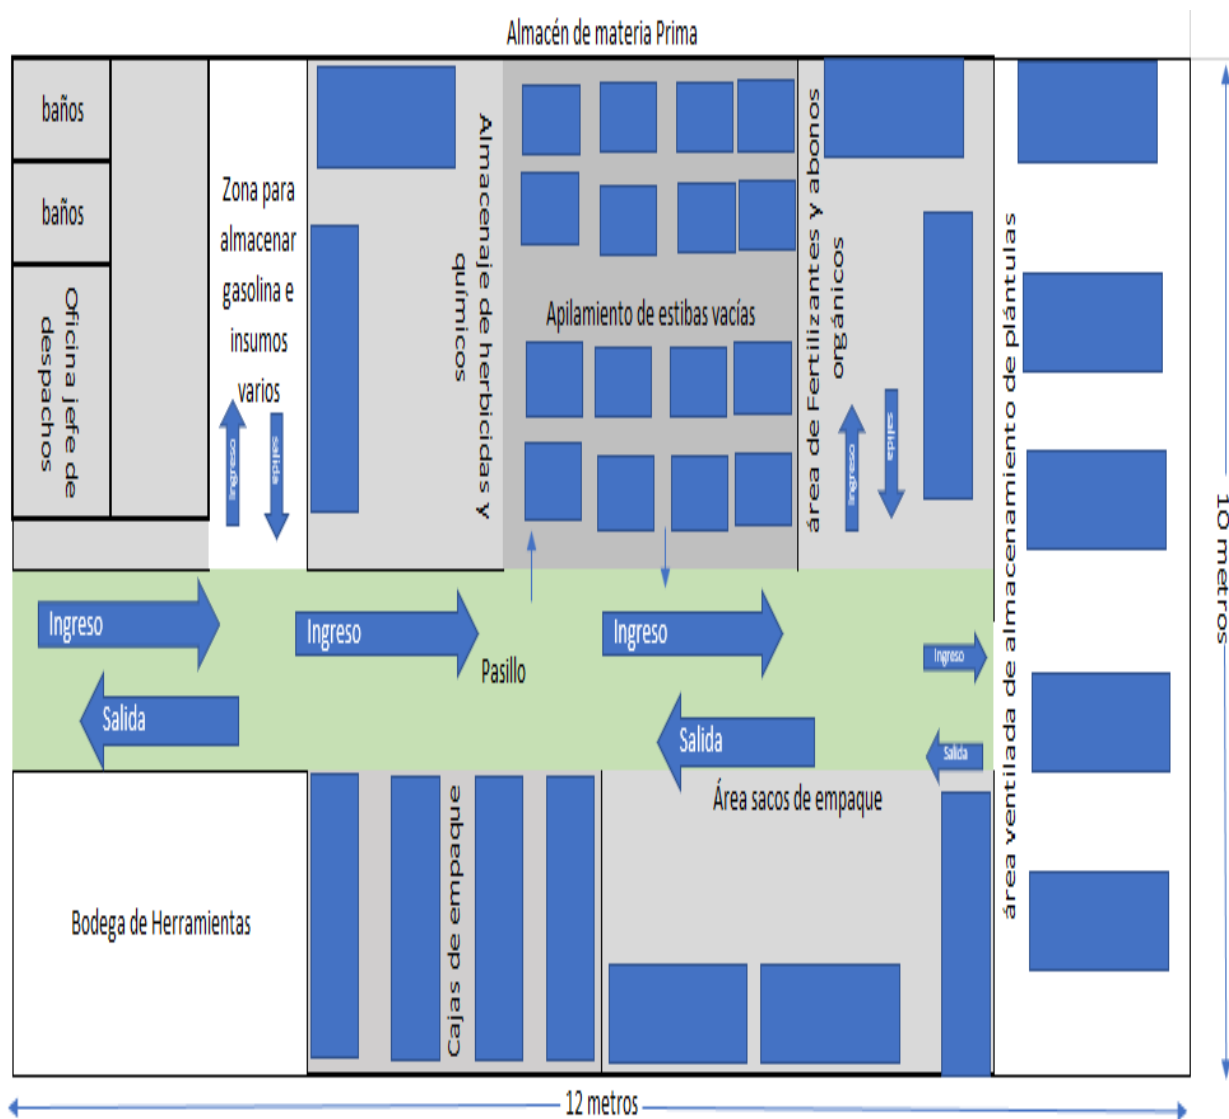 Almacén de materia Prima
baños
baños
Oficina jefe de
despachos
Zona para
almacenar
gasolina e
insumos
varios
Ingreso
salida
Almacenaje de herbicidas y
químicos
Apilamiento de estibas vacías
área de Fertilizantes y abonos
orgánicos
Ingreso
salida
área ventilada de almacenamiento de plántulas
10 metros
Ingreso
Ingreso
Ingreso
Ingreso
Pasillo
Salida
Salida
Salida
Bodega de Herramientas
Cajas de empaque
Área sacos de empaque
12 metros